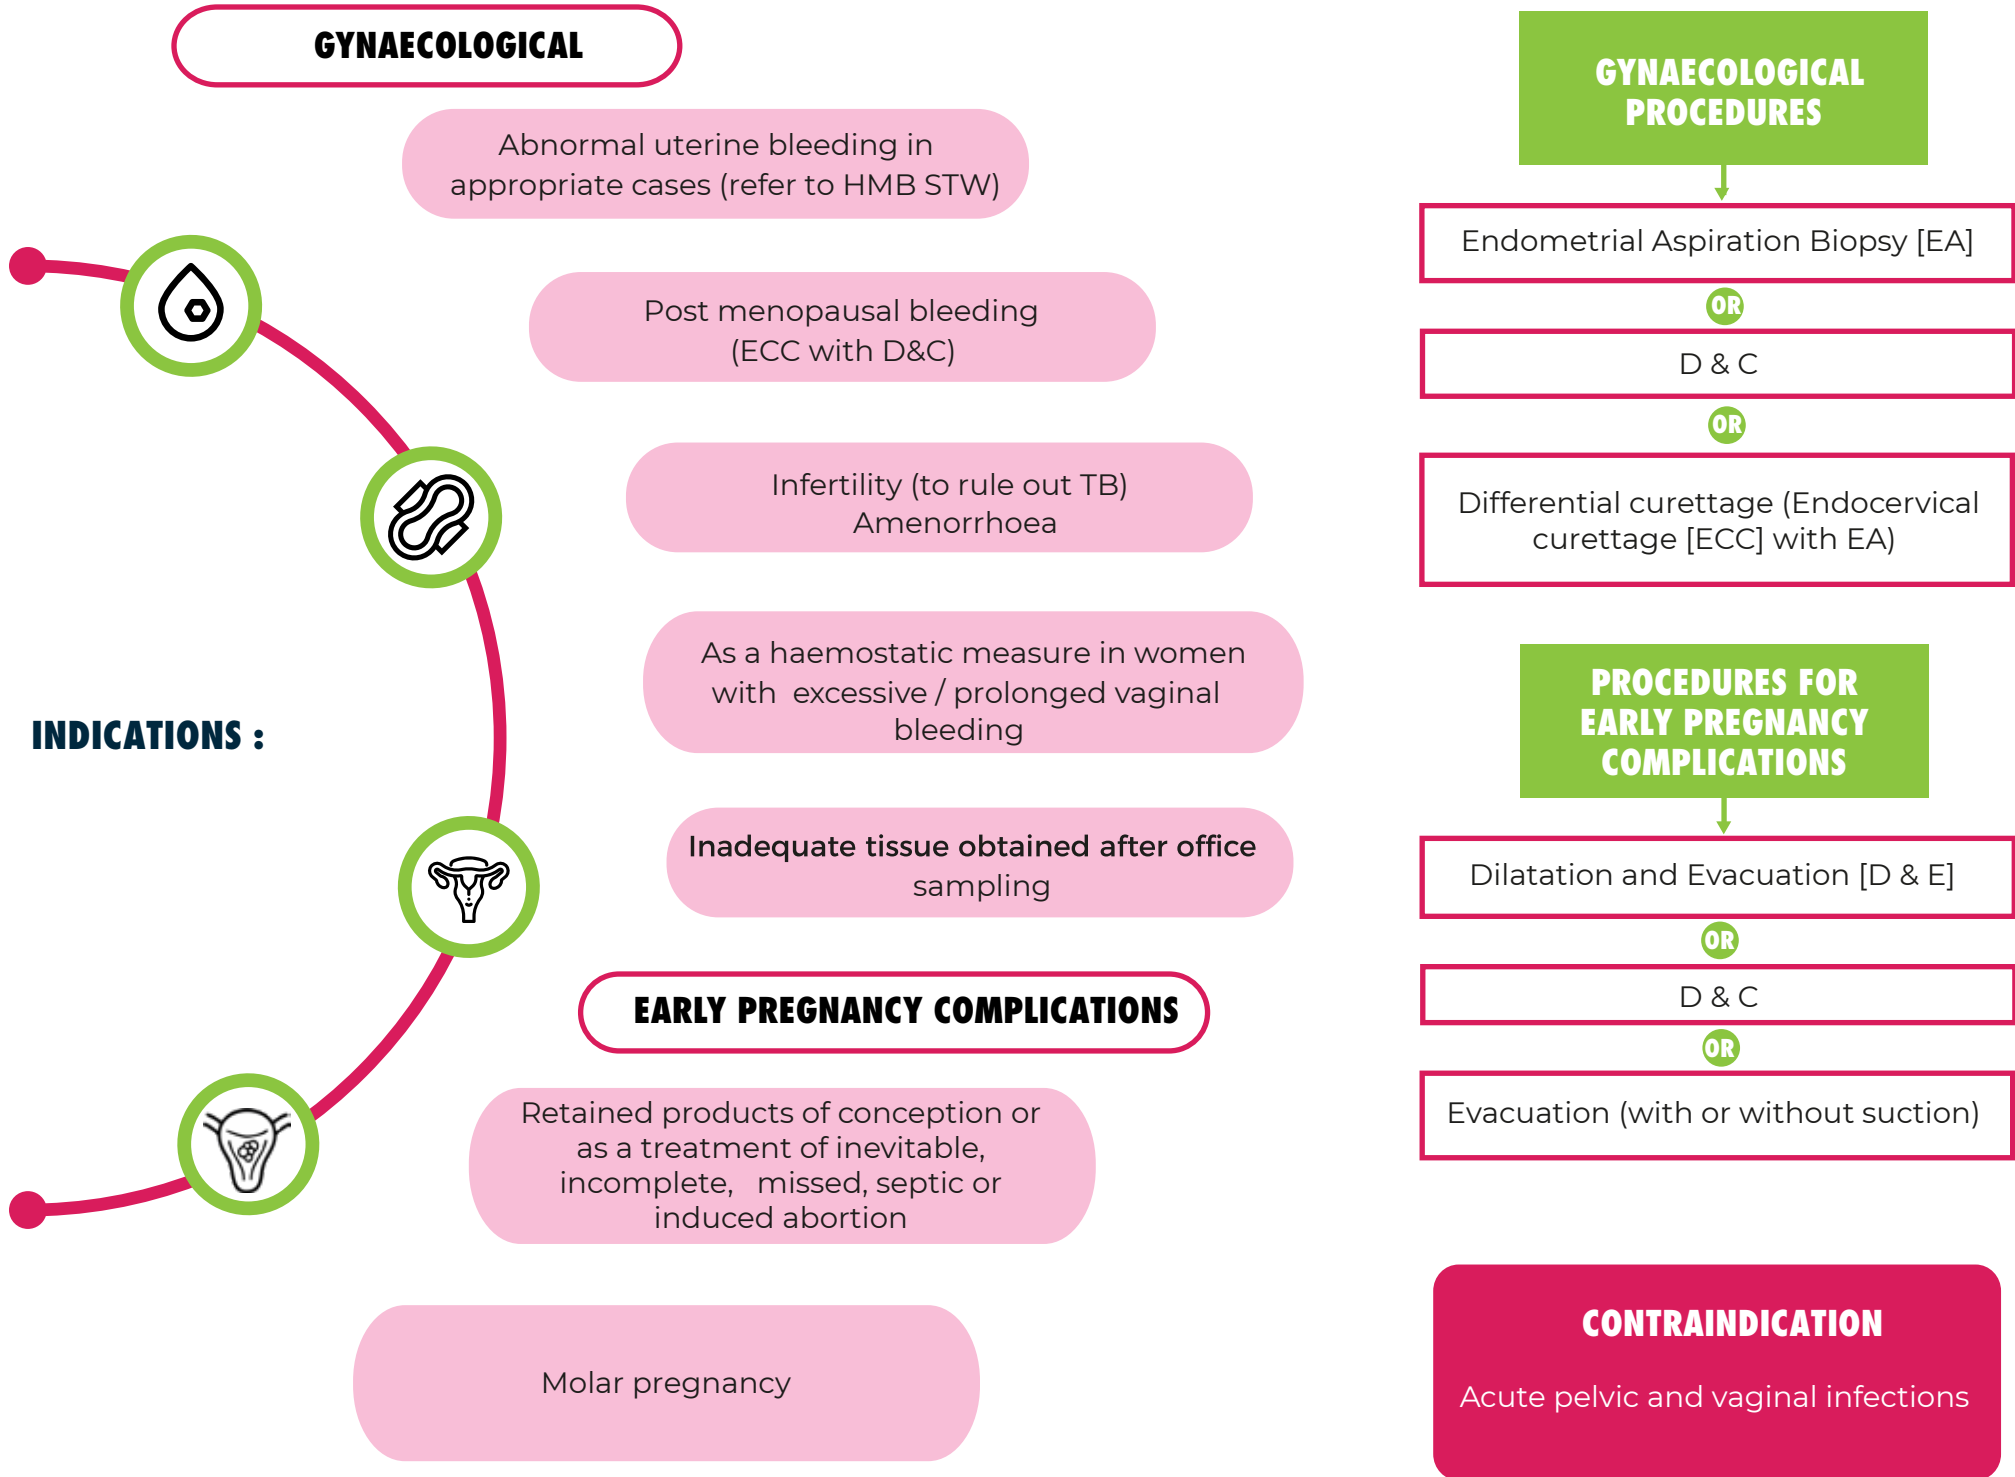 GYNAECOLOGICAL
Abnormal uterine bleeding in
appropriate cases (refer to HMB STW)
Post menopausal bleeding
(ECC with D&C)
Infertility (to rule out TB)
Amenorrhoea
As a haemostatic measure in women
with excessive / prolonged vaginal
bleeding
INDICATIONS :
Inadequate tissue obtained after office
sampling
EARLY PREGNANCY COMPLICATIONS
Retained products of conception or
as a treatment of inevitable,
incomplete, missed, septic or
induced abortion
Molar pregnancy
GYNAECOLOGICAL
PROCEDURES
Endometrial Aspiration Biopsy [EA]
OR
D & C
OR
Differential curettage (Endocervical
curettage [ECC] with EA)
PROCEDURES FOR
EARLY PREGNANCY
COMPLICATIONS
Dilatation and Evacuation [D & E]
OR
D & C
OR
Evacuation (with or without suction)
CONTRAINDICATION
Acute pelvic and vaginal infections